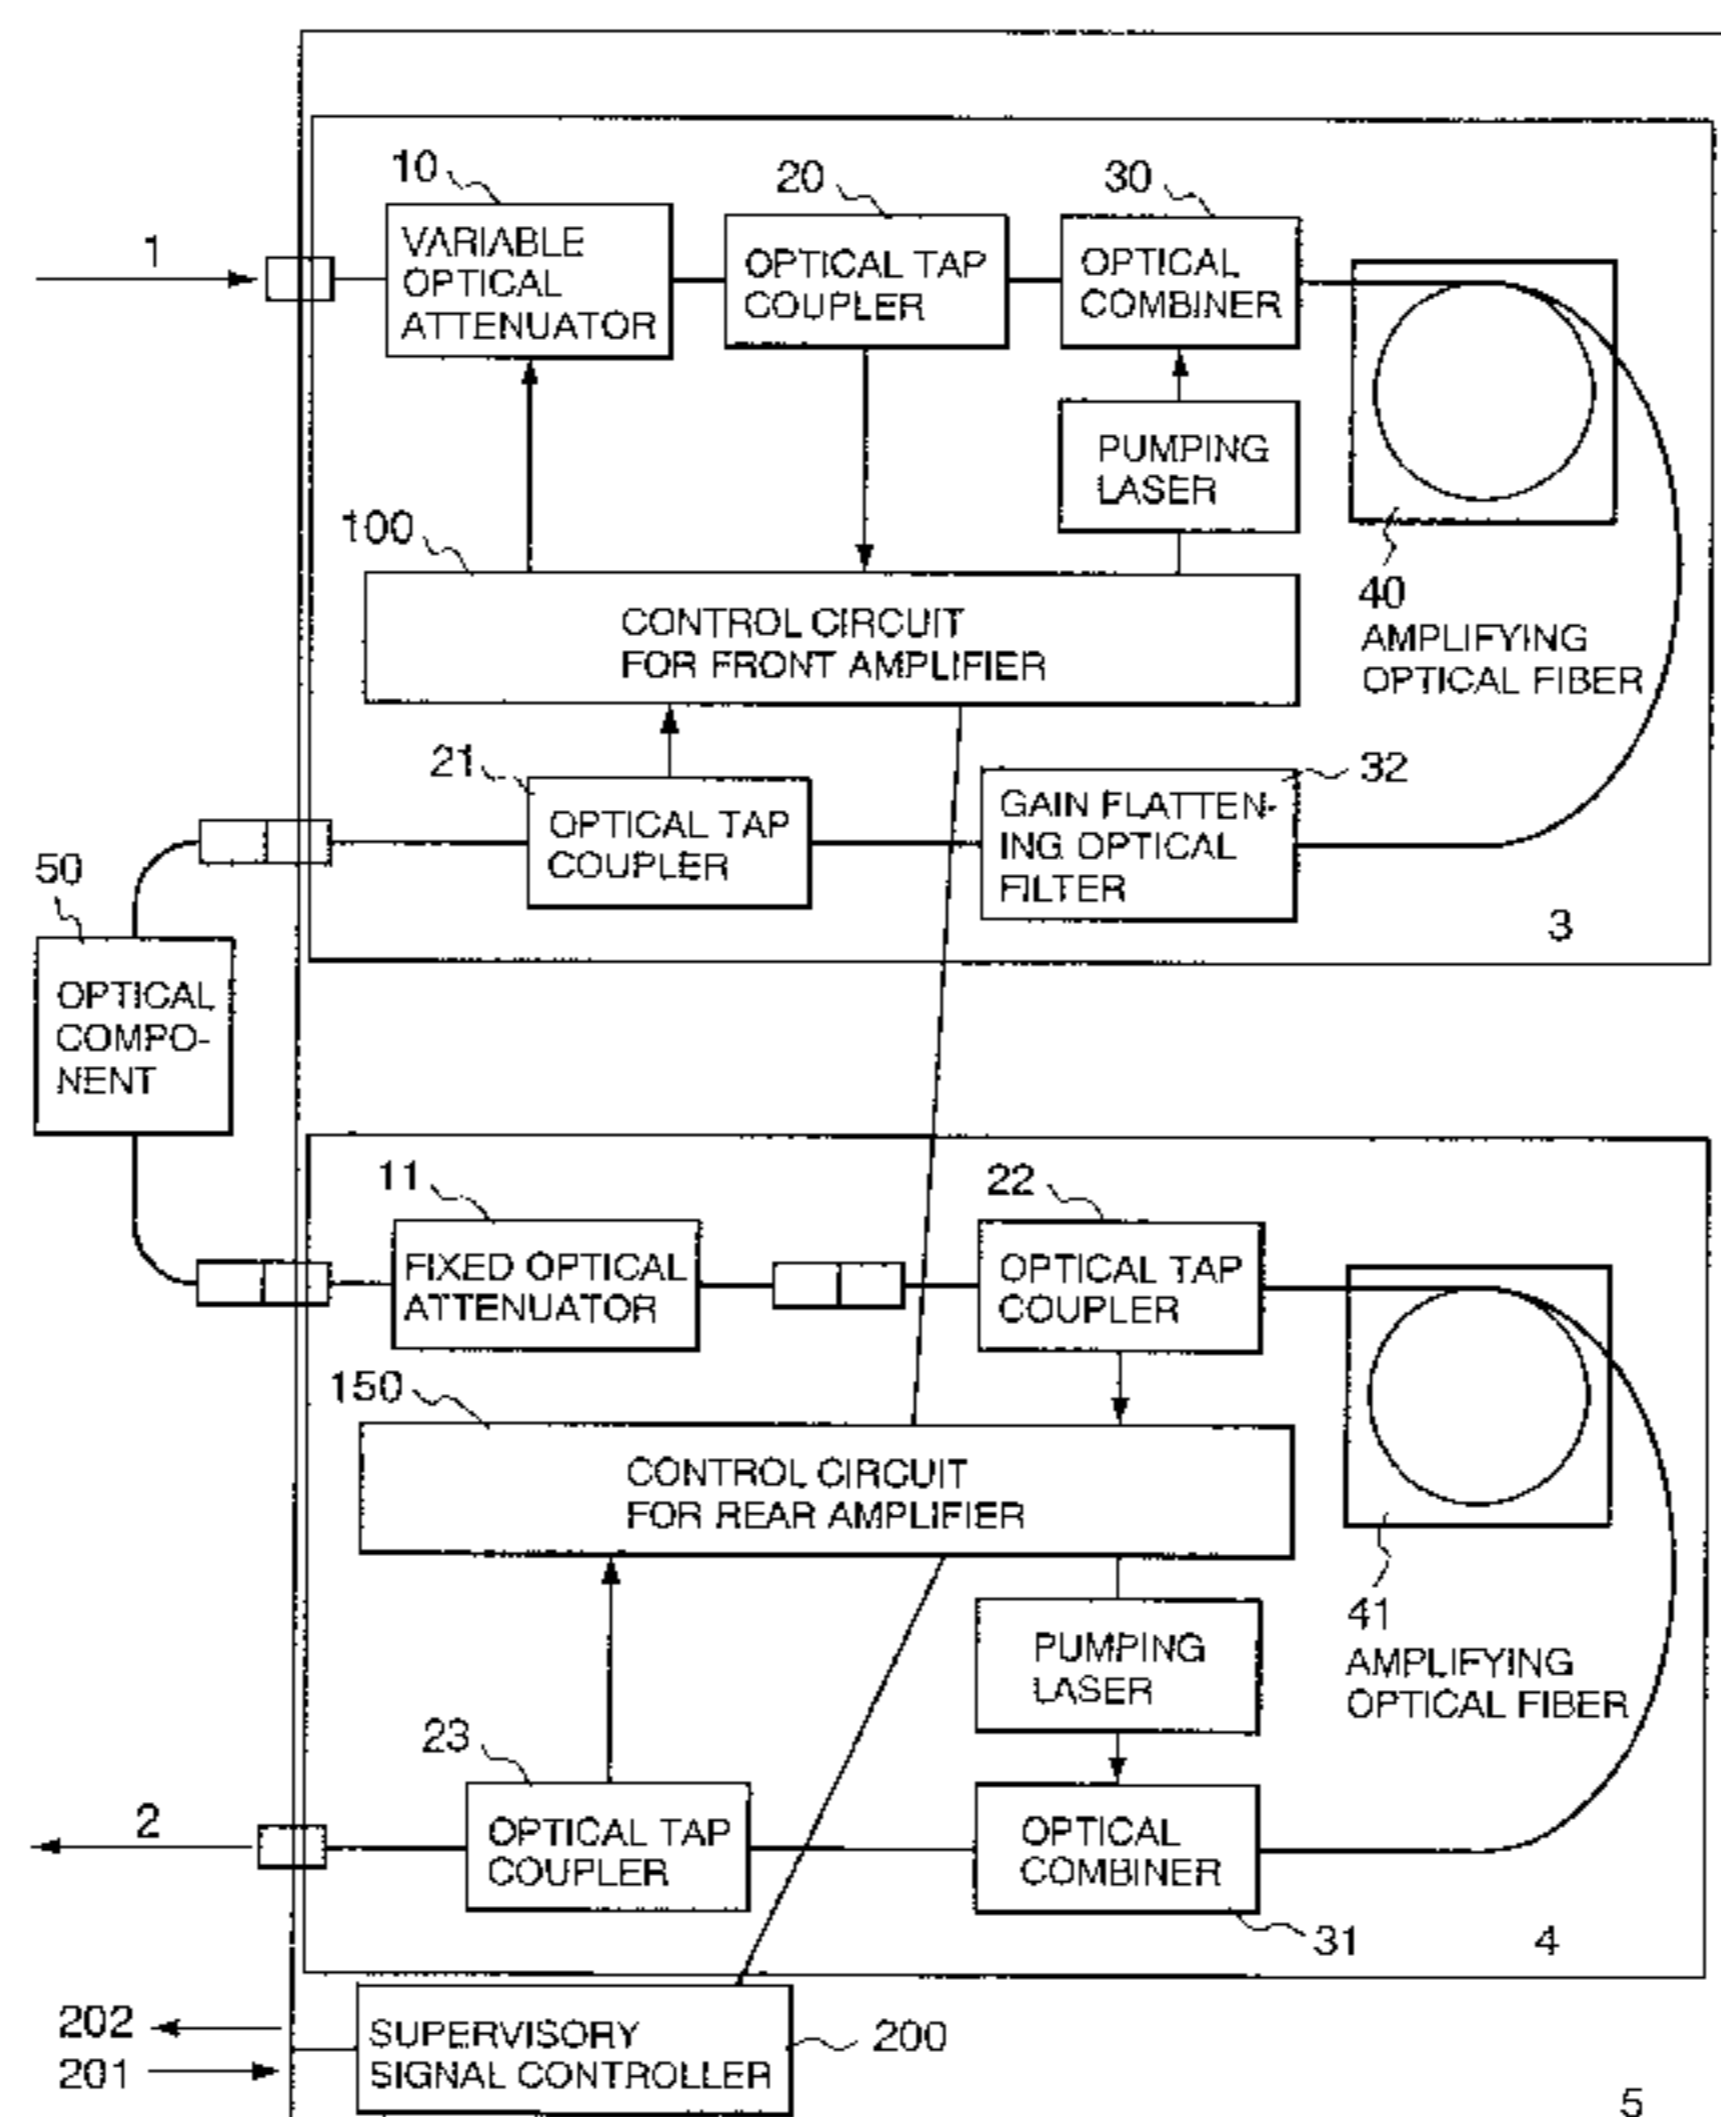 10
20
30
1
VARIABLE
OPTICAL
ATTENUATOR
OPTICAL TAP
COUPLER
OPTICAL
COMBINER
PUMPING
LASER
100
40
AMPLIFYING
OPTICAL FIBER
CONTROL CIRCUIT
FOR FRONT AMPLIFIER
21
32
OPTICAL TAP
COUPLER
GAIN FLATTEN-
ING OPTICAL
FILTER
50
3
OPTICAL
COMPO-
NENT
11
22
FIXED OPTICAL
ATTENUATOR
OPTICAL TAP
COUPLER
150
CONTROL CIRCUIT
FOR REAR AMPLIFIER
41
AMPLIFYING
OPTICAL FIBER
PUMPING
LASER
23
2
OPTICAL TAP
COUPLER
OPTICAL
COMBINER
31
4
202
201
SUPERVISORY
SIGNAL CONTROLLER
200
5